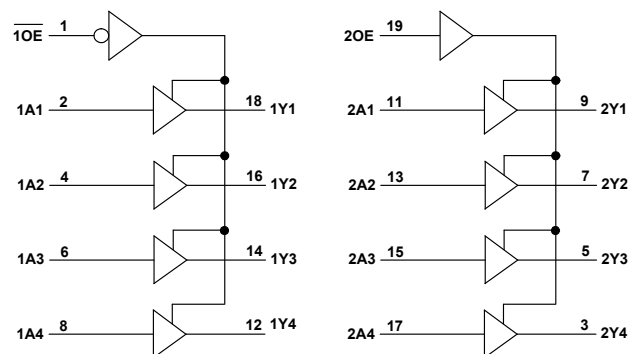 1OE 1
2OE 19
1A1 2 18 1Y1
2A1 11 9 2Y1
1A2 4 16 1Y2
2A2 13 7 2Y2
1A3 6 14 1Y3
2A3 15 5 2Y3
1A4 8 12 1Y4
2A4 17 3 2Y4